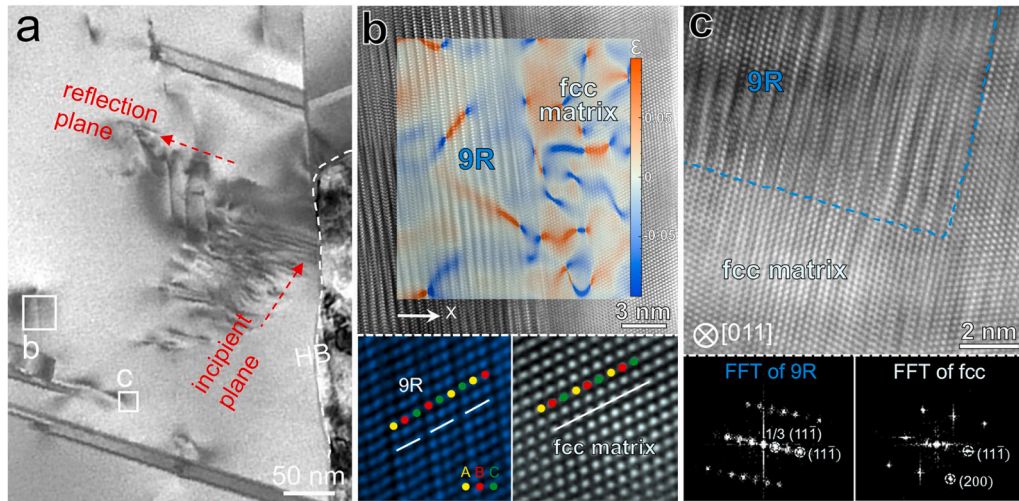 a
reflection
plane
b
c
incipient
plane
HB
50 nm
b
ε
fcc
matrix
0.05
9R
0
-0.05
x
3 nm
9R
A B C
fcc matrix
c
9R
fcc matrix
[011]
2 nm
FFT of 9R
1/3 (111̄)
(111̄)
FFT of fcc
(111̄)
(200)